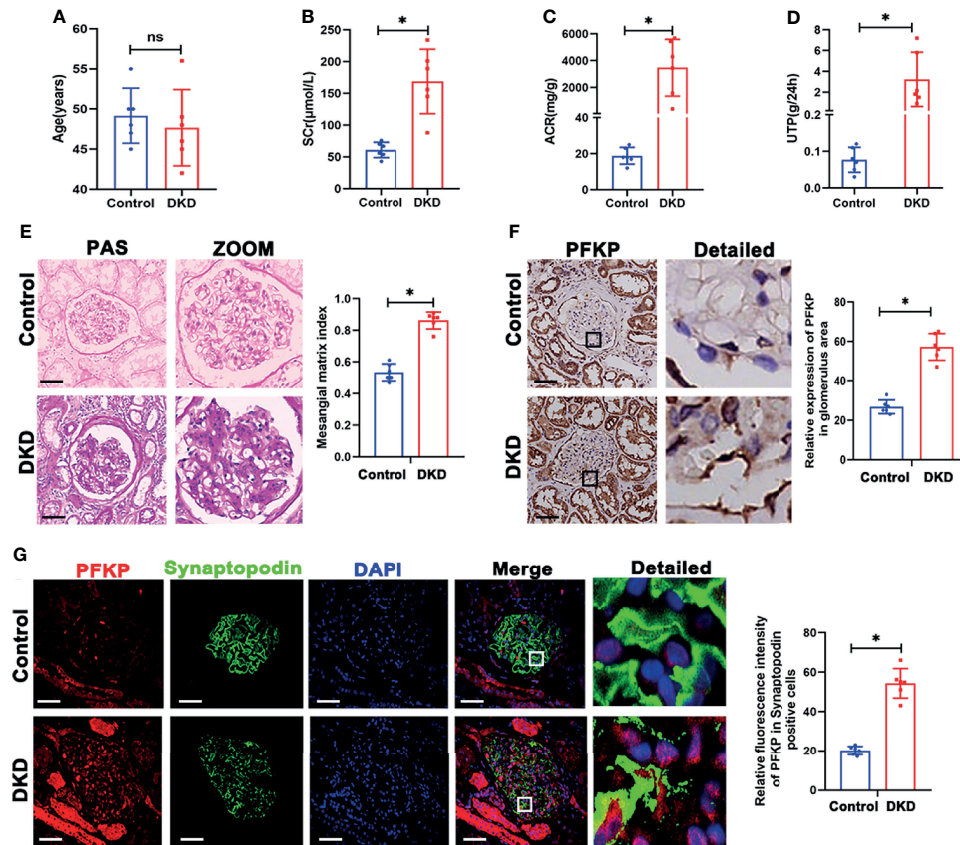 A
Age(years)
60
55
50
45
40
ns
Control DKD
B
SCr(μmol/L)
250
200
150
100
50
0
*
Control DKD
C
ACR(mg/g)
6000
4000
2000
40
20
0
*
Control DKD
D
UTP(g/24h)
8
6
4
2
0.1
0.0
*
Control DKD
E
PAS ZOOM
Control
DKD
Mesangial matrix index
1.0
0.8
0.6
0.4
0.2
0.0
*
Control DKD
F
PFKP Detailed
Control
DKD
Relative expression of PFKP
in glomerulus area
80
60
40
20
0
*
Control DKD
G
PFKP Synaptopodin DAPI Merge Detailed
Control
DKD
Relative fluorescence intensity
of PFKP in Synaptopodin
positive cells
80
60
40
20
0
*
Control DKD